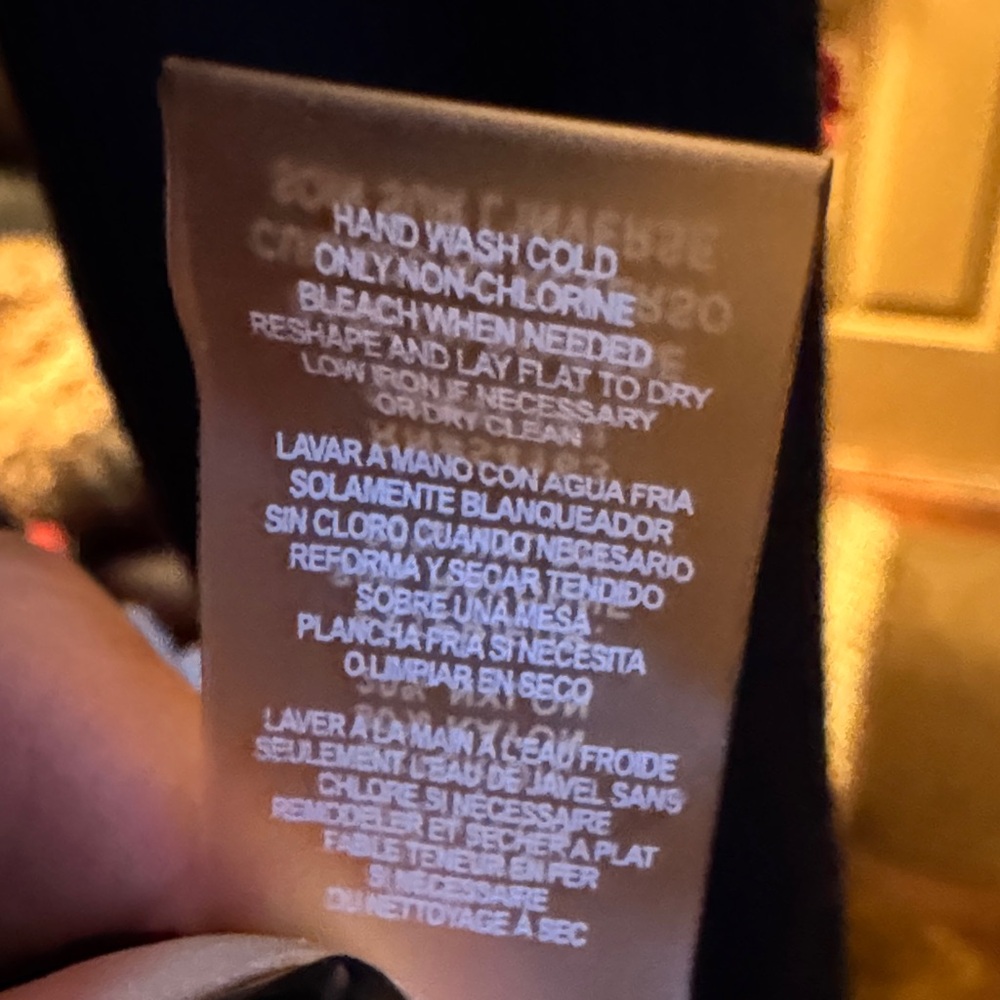 HAND WASH COLD
ONLY NON-CHLORINE
BLEACH WHEN NEEDED
RESHAPE AND LAY FLAT TO DRY
LOW IRON IF NECESSARY
OR DRY CLEAN
LAVAR A MANO CON AGUA FRIA
SOLAMENTE BLANQUEADOR
SIN CLORO CUANDO NECESARIO
REFORMA Y SECAR TENDIDO
SOBRE UNA MESA
PLANCHA FRIA SI NECESITA
O LIMPIAR EN SECO
LAVER A LA MAIN A L'EAU FROIDE
SEULEMENT L'EAU DE JAVEL SANS
CHLORE SI NECESSAIRE
REMODELER ET SECHER A PLAT
FAIBLE TENEUR EN FER
SI NECESSAIRE
OU NETTOYAGE À SEC